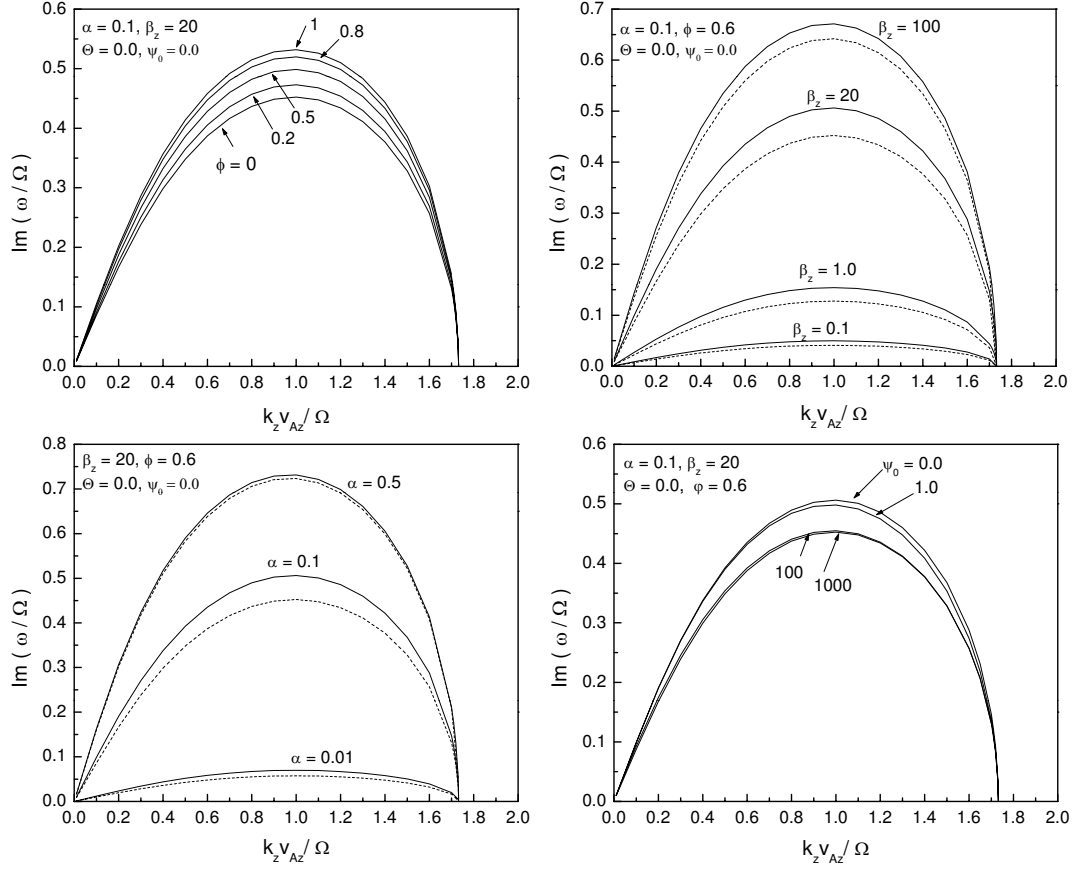 α = 0.1, β_z = 20
Θ = 0.0, ψ_0 = 0.0
1
0.8
0.5
0.2
ϕ = 0
0.6
0.5
0.4
0.3
0.2
0.1
0.0
Im ( ω / Ω )
0.0 0.2 0.4 0.6 0.8 1.0 1.2 1.4 1.6 1.8 2.0
k_z v_Az / Ω
α = 0.1, ϕ = 0.6
Θ = 0.0, ψ_0 = 0.0
β_z = 100
β_z = 20
β_z = 1.0
β_z = 0.1
0.7
0.6
0.5
0.4
0.3
0.2
0.1
0.0
Im ( ω / Ω )
0.0 0.2 0.4 0.6 0.8 1.0 1.2 1.4 1.6 1.8 2.0
k_z v_Az / Ω
β_z = 20, ϕ = 0.6
Θ = 0.0, ψ_0 = 0.0
α = 0.5
α = 0.1
α = 0.01
0.8
0.7
0.6
0.5
0.4
0.3
0.2
0.1
0.0
Im ( ω / Ω )
0.0 0.2 0.4 0.6 0.8 1.0 1.2 1.4 1.6 1.8 2.0
k_z v_Az / Ω
α = 0.1, β_z = 20
Θ = 0.0, φ = 0.6
ψ_0 = 0.0
1.0
100
1000
0.6
0.5
0.4
0.3
0.2
0.1
0.0
Im ( ω / Ω )
0.0 0.2 0.4 0.6 0.8 1.0 1.2 1.4 1.6 1.8 2.0
k_z v_Az / Ω